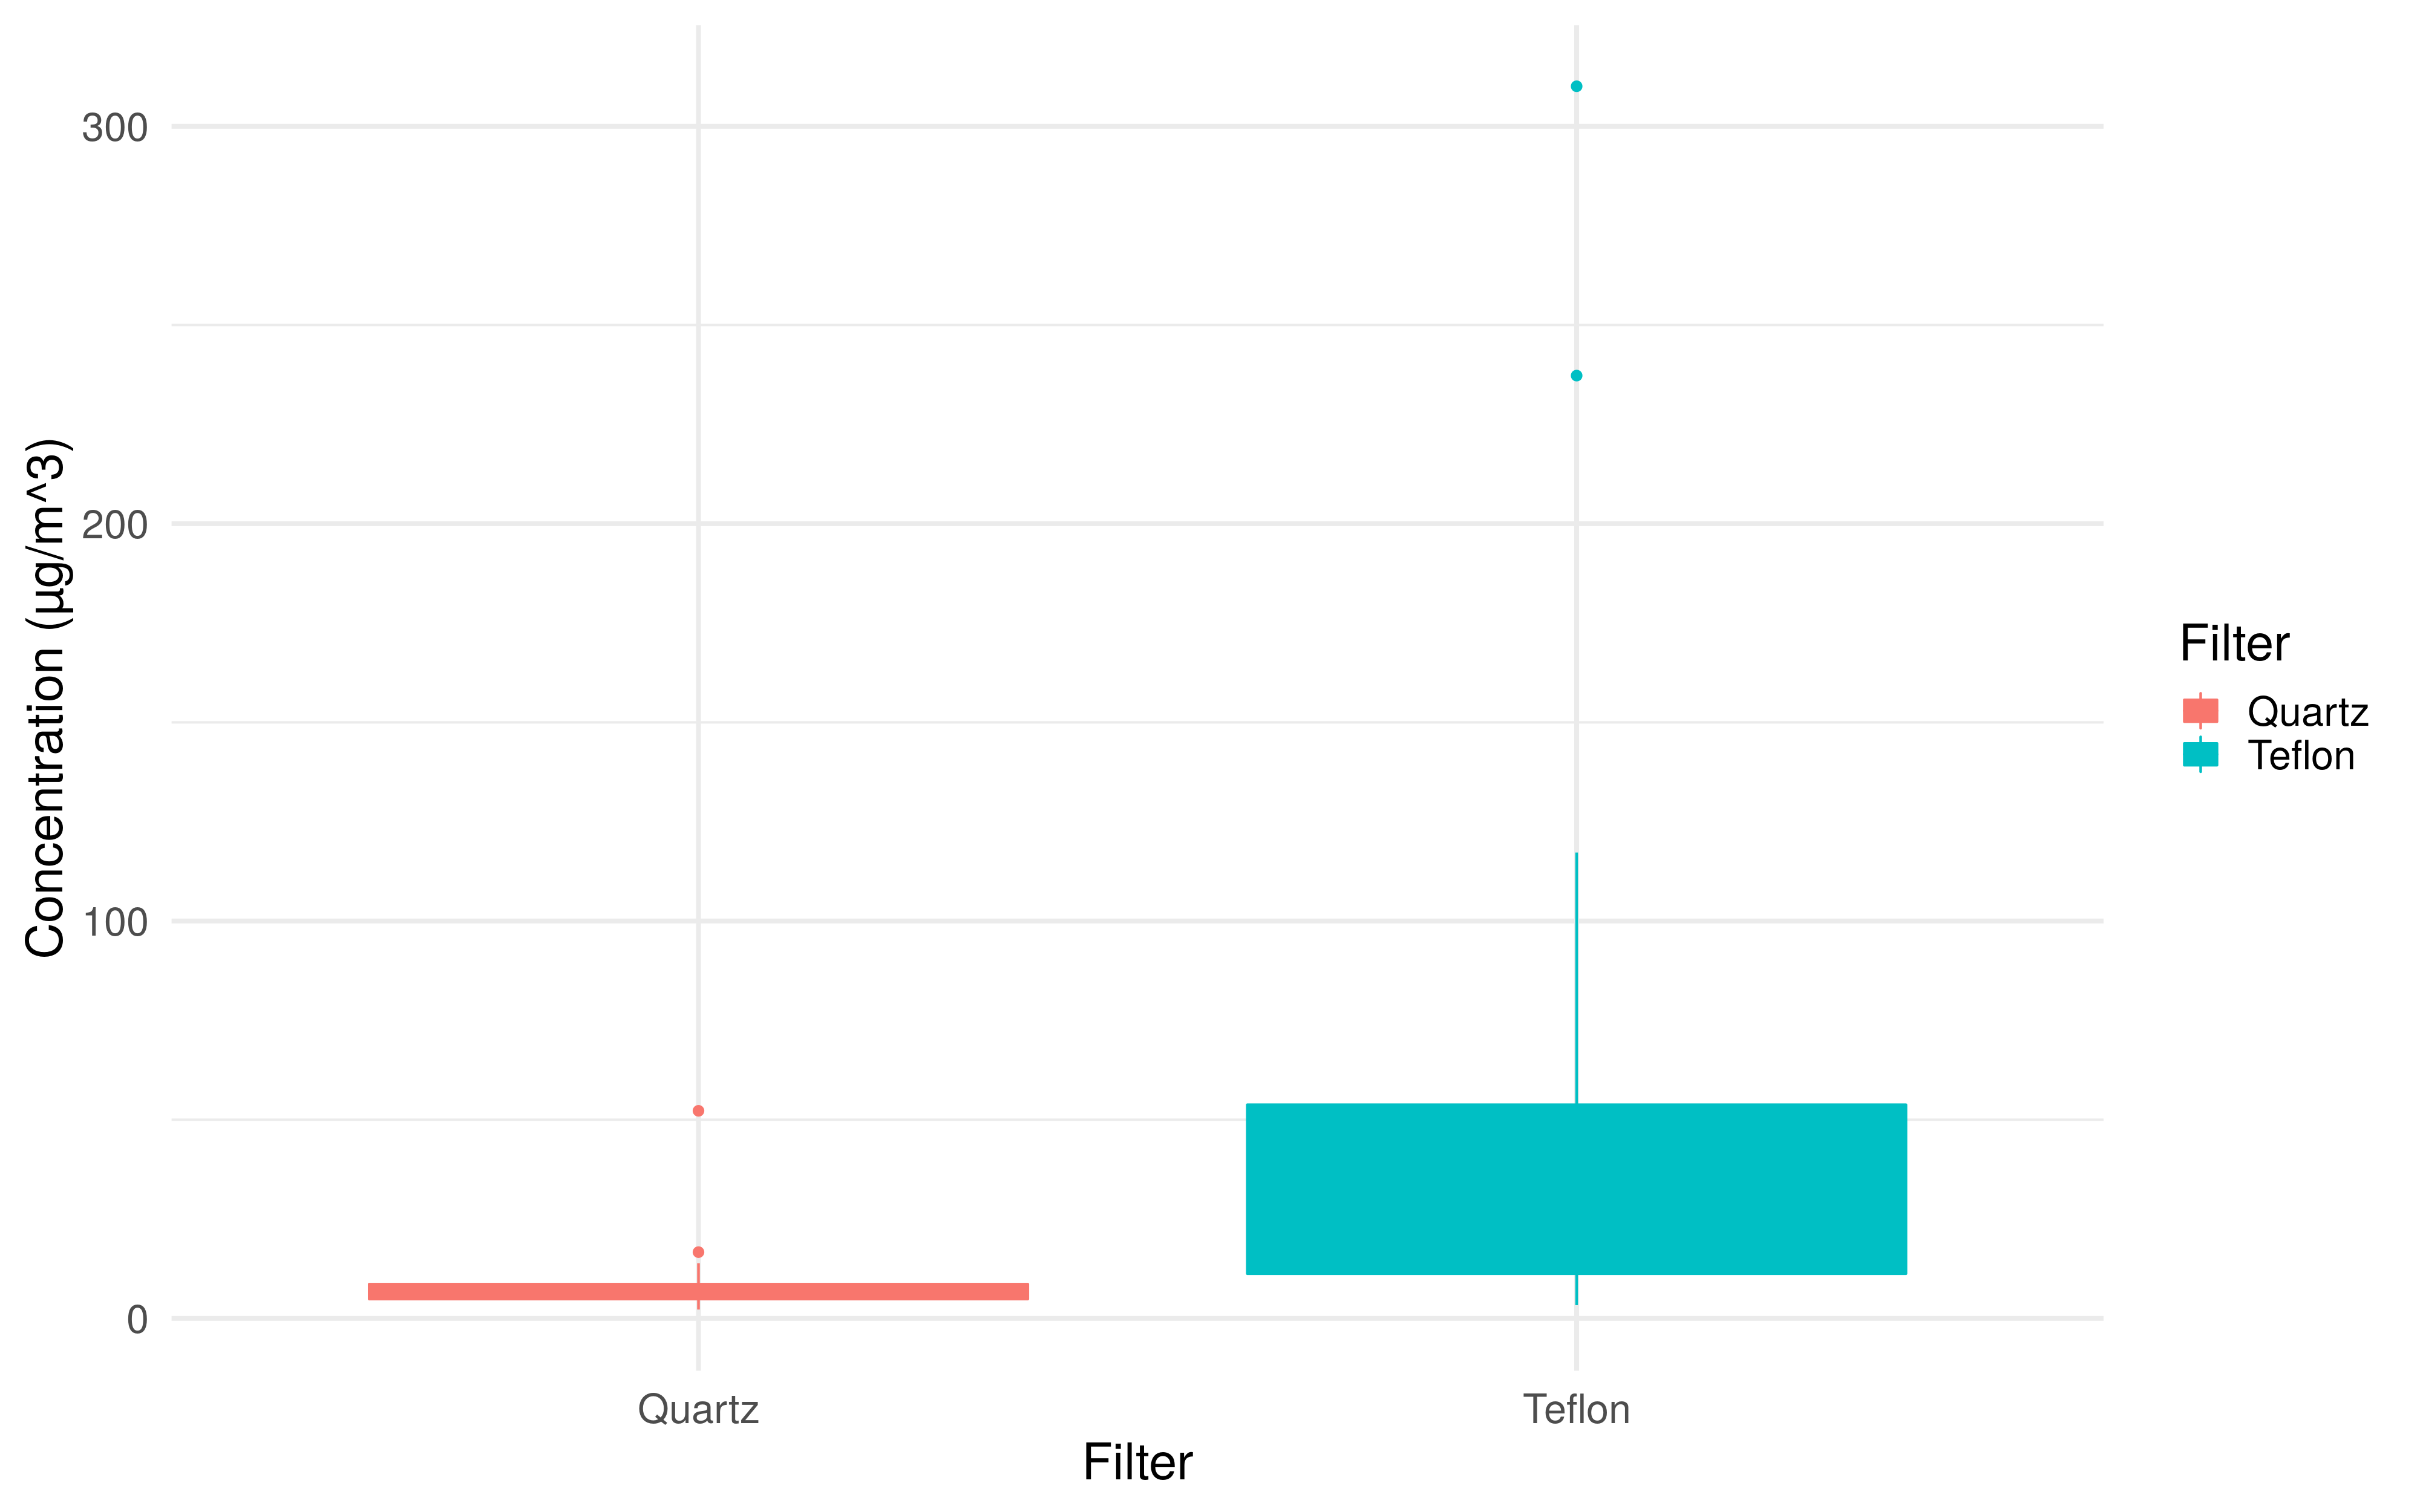 Concentration (µg/m^3)
300
200
100
0
Quartz
Teflon
Filter
Filter
Quartz
Teflon